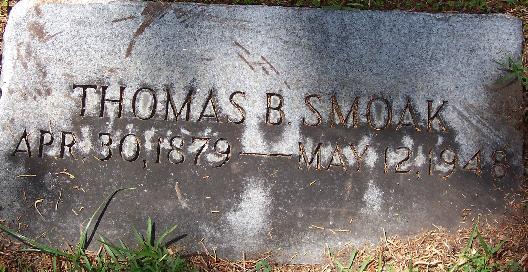 THOMAS B. SMOAK
APR. 30, 1879 — MAY 12, 1948